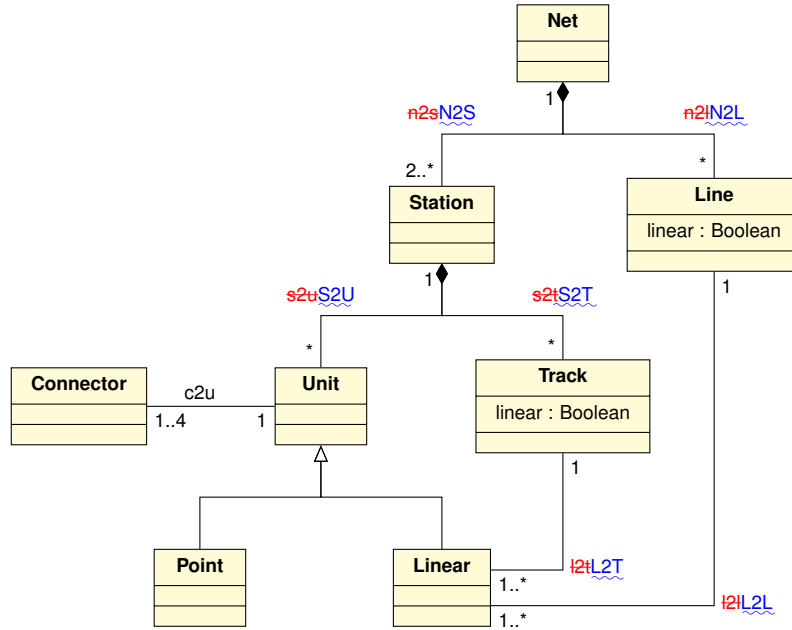 Net
1
n2sN2S
n2lN2L
2..*
*
Station
Line
linear : Boolean
1
1
s2uS2U
s2tS2T
*
*
Connector
c2u
Unit
Track
1..4
1
linear : Boolean
1
Point
Linear
l2tL2T
1..*
l2lL2L
1..*